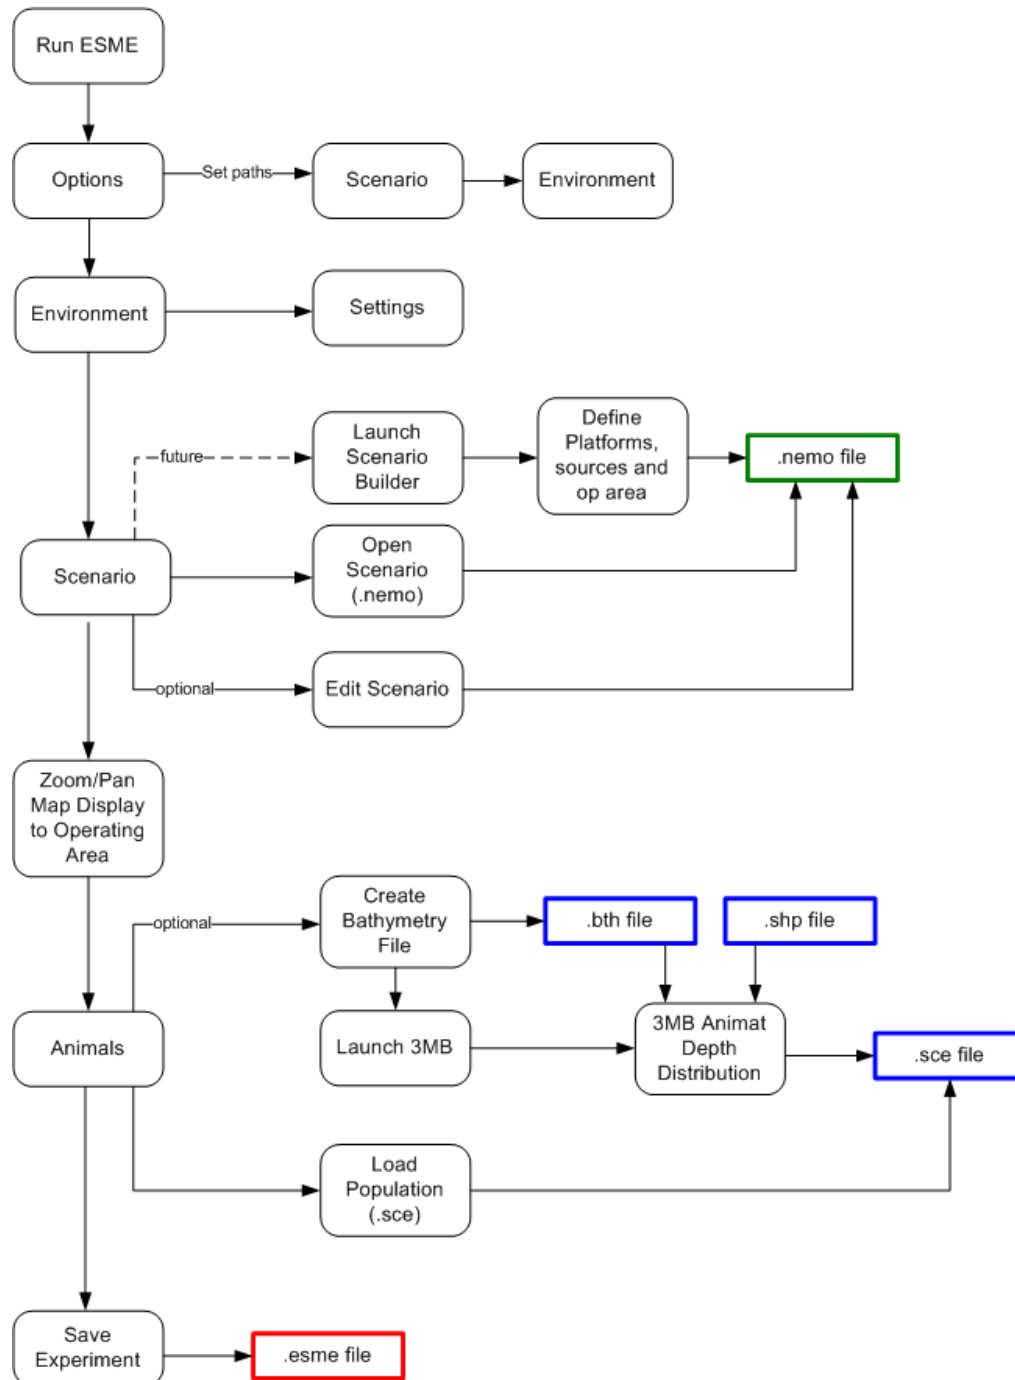 Run ESME
Options
Set paths
Scenario
Environment
Environment
Settings
future
Launch
Scenario
Builder
Define
Platforms,
sources and
op area
.nemo file
Scenario
Open
Scenario
(.nemo)
optional
Edit Scenario
Zoom/Pan
Map Display
to Operating
Area
optional
Create
Bathymetry
File
.bth file
.shp file
Animals
Launch 3MB
3MB Animat
Depth
Distribution
.sce file
Load
Population
(.sce)
Save
Experiment
.esme file